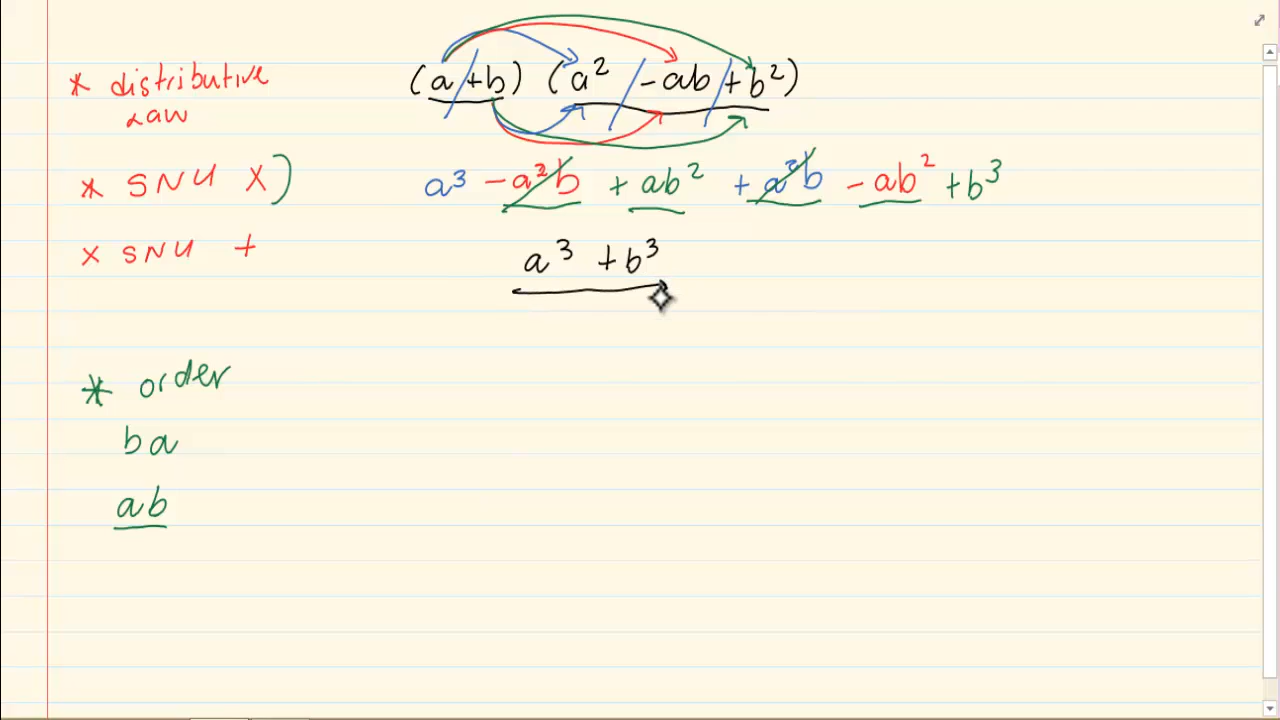 * distributive (a + b) (a² - ab + b²)
Law
* SNU x) a³ - a²b + ab² + a²b - ab² + b³
x SNU + a³ + b³
* order
ba
ab